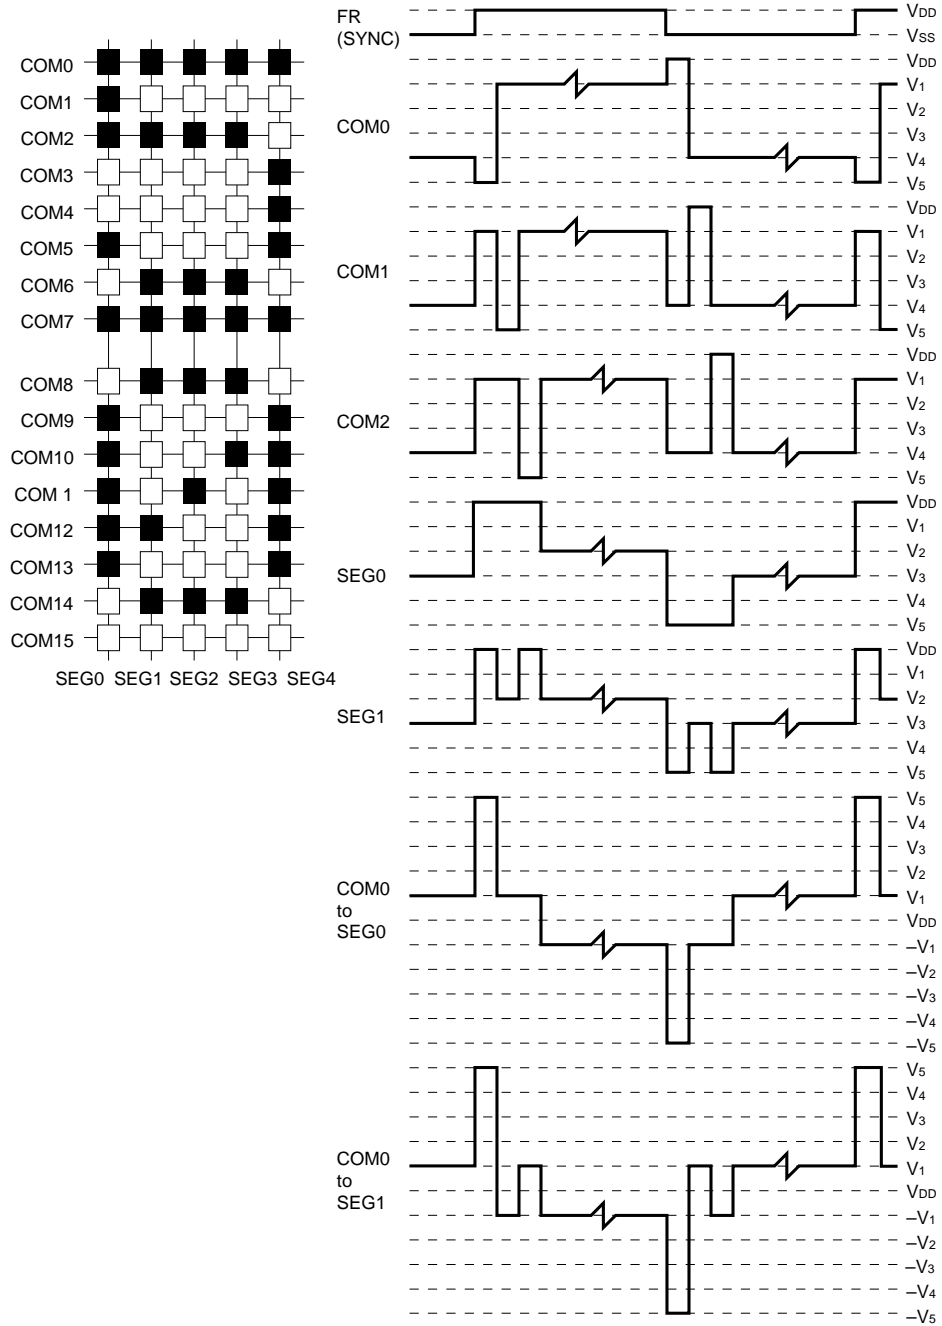 COM0
COM1
COM2
COM3
COM4
COM5
COM6
COM7
COM8
COM9
COM10
COM 1
COM12
COM13
COM14
COM15
SEG0 SEG1 SEG2 SEG3 SEG4
FR
(SYNC)
VDD
VSS
COM0
VDD
V1
V2
V3
V4
V5
COM1
VDD
V1
V2
V3
V4
V5
COM2
VDD
V1
V2
V3
V4
V5
SEG0
VDD
V1
V2
V3
V4
V5
SEG1
VDD
V1
V2
V3
V4
V5
COM0
to
SEG0
V5
V4
V3
V2
V1
VDD
–V1
–V2
–V3
–V4
–V5
COM0
to
SEG1
V5
V4
V3
V2
V1
VDD
–V1
–V2
–V3
–V4
–V5